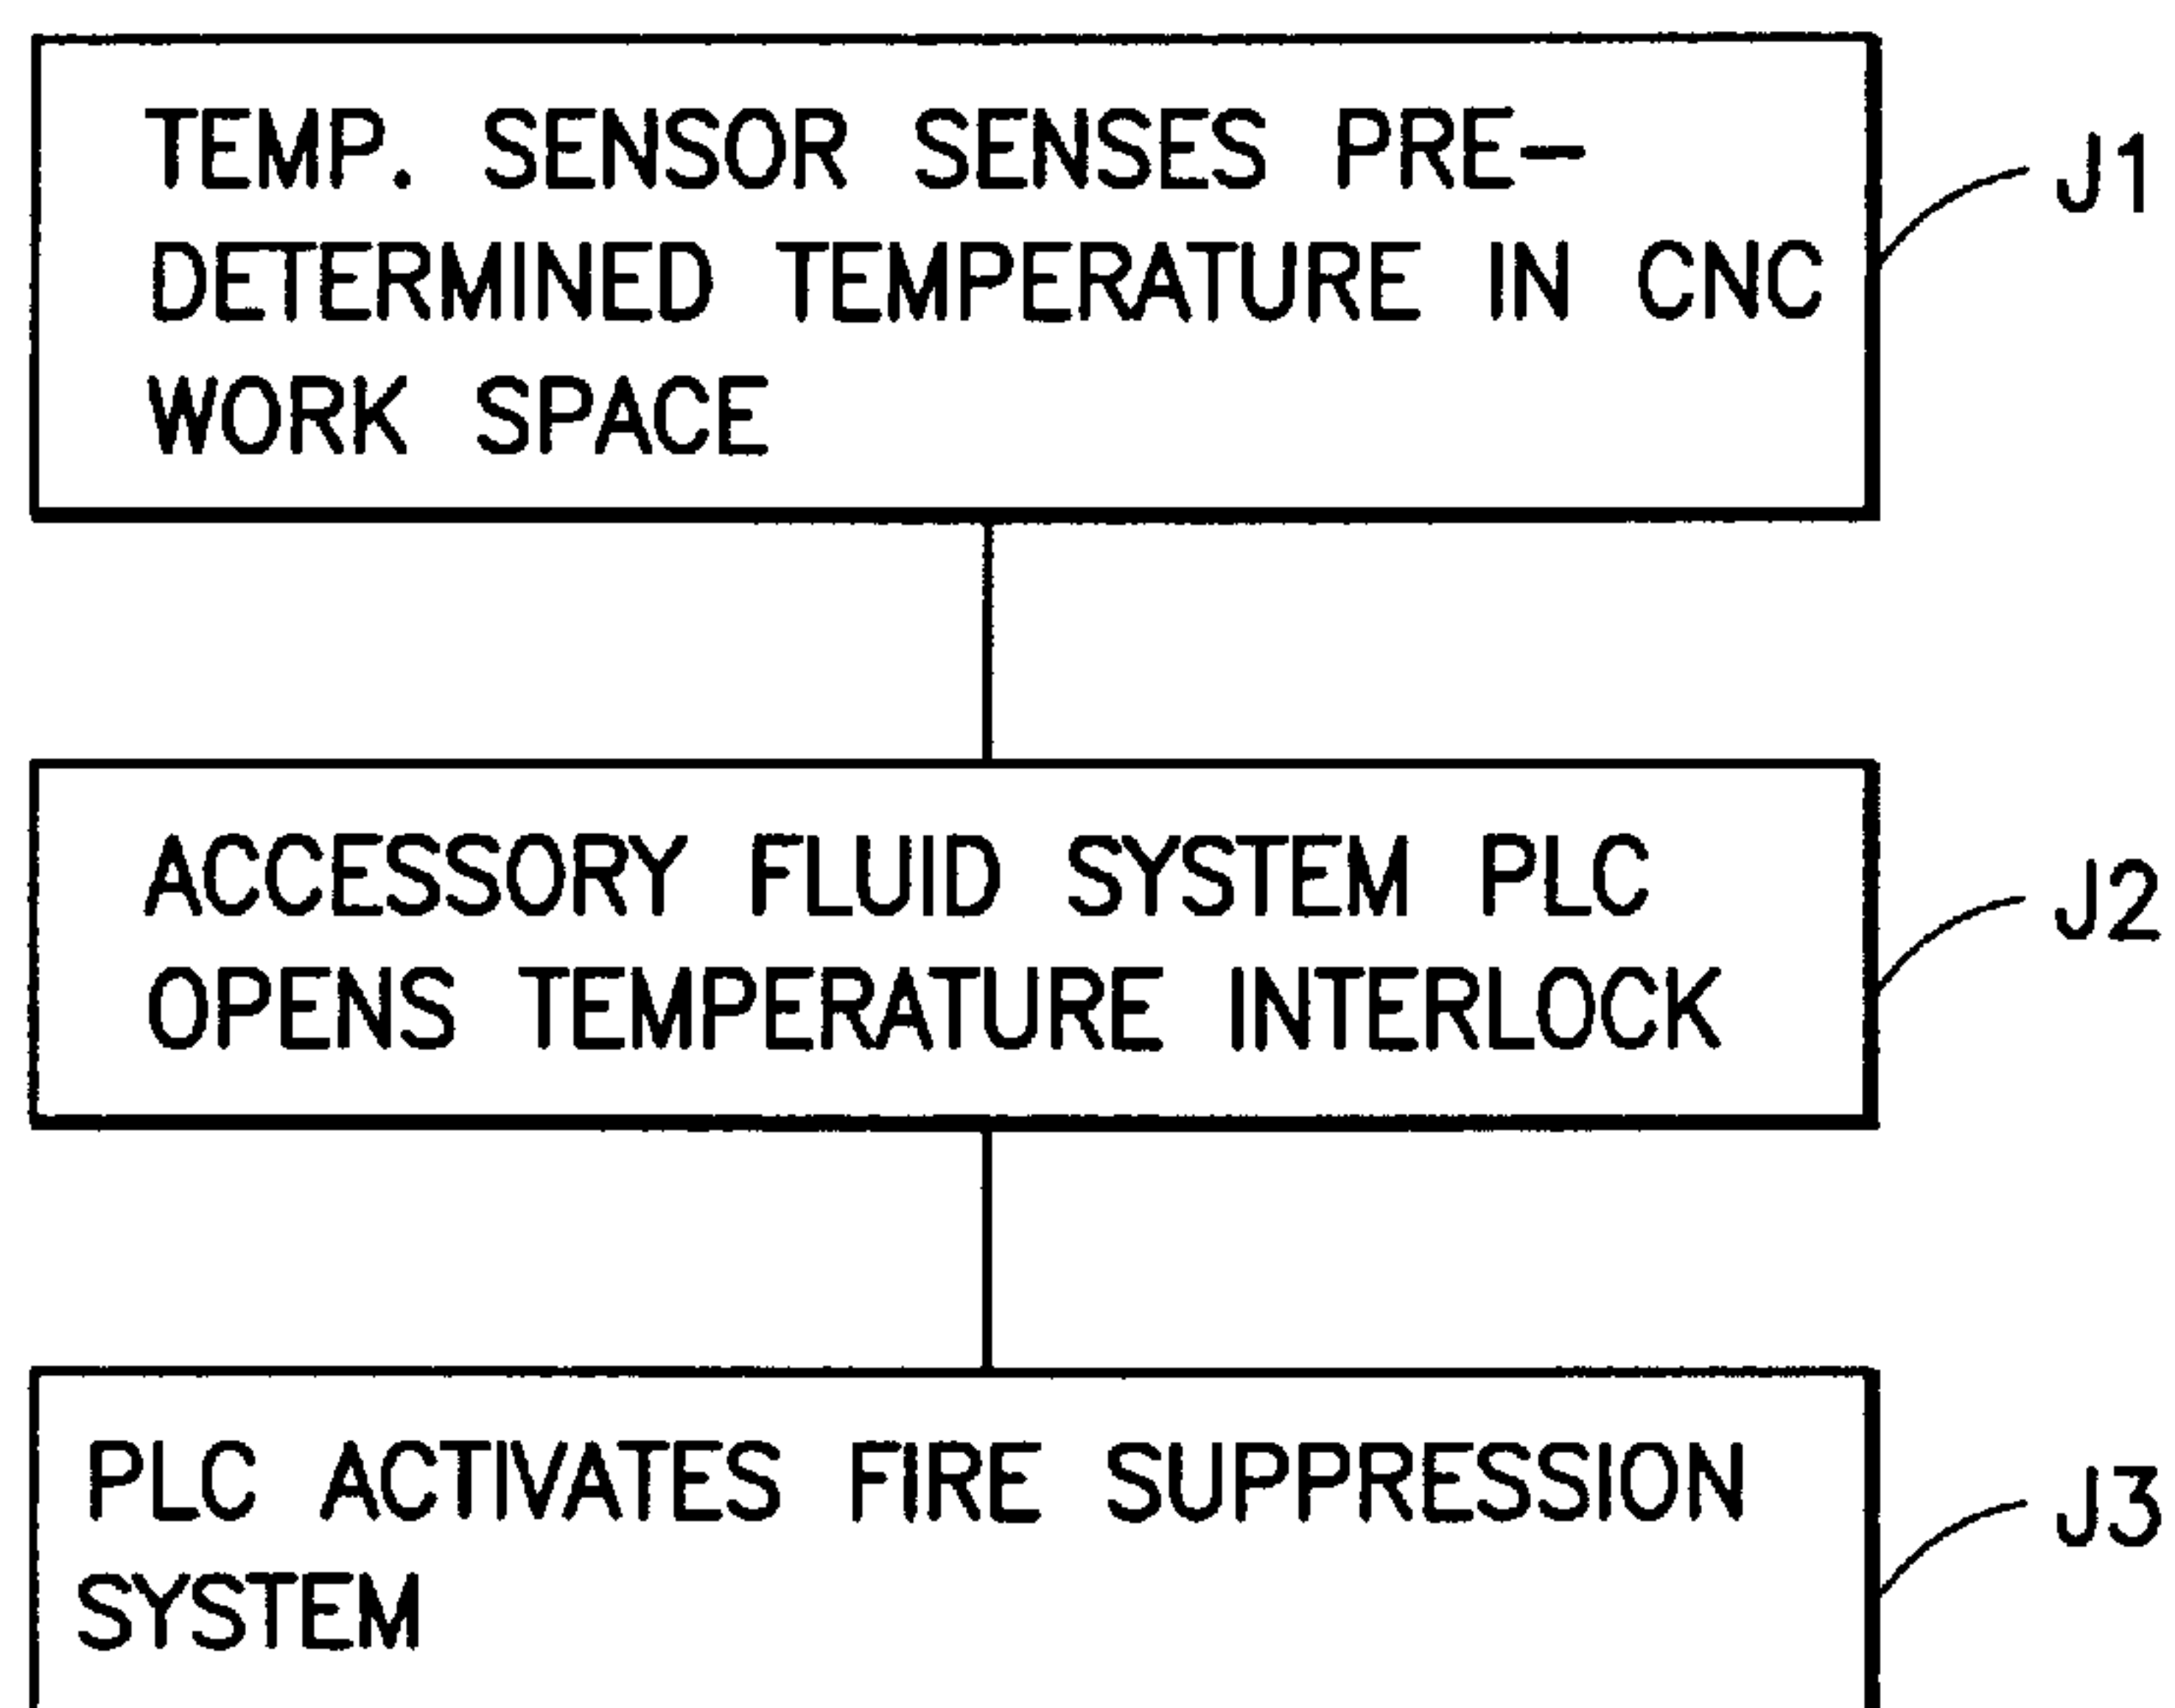 TEMP. SENSOR SENSES PRE-
DETERMINED TEMPERATURE IN CNC
WORK SPACE
J1
ACCESSORY FLUID SYSTEM PLC
OPENS TEMPERATURE INTERLOCK
J2
PLC ACTIVATES FIRE SUPPRESSION
SYSTEM
J3